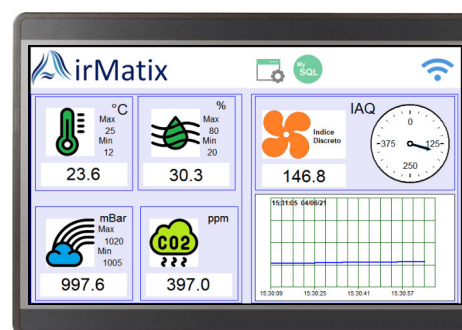 AirMatix
My
SQL
°C
Max
25
Min
12
23.6
%
Max
80
Min
20
30.3
IAQ
Indice
Discreto
146.8
0
-375
125-
250
mBar
Max
1020
Min
1005
997.6
ppm
CO2
397.0
15:31:05 04/06/21
15:30:09 15:30:25 15:30:41 15:30:57